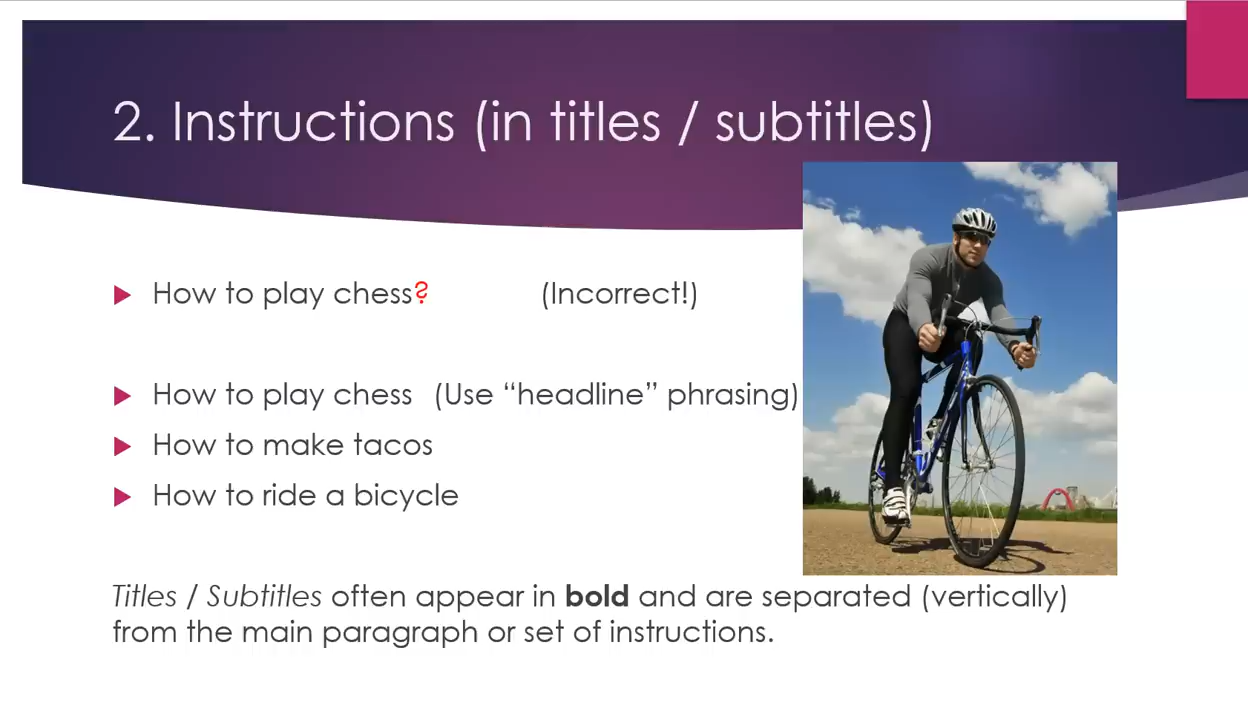 2. Instructions (in titles / subtitles)
How to play chess? (Incorrect!)
How to play chess (Use “headline” phrasing)
How to make tacos
How to ride a bicycle
Titles / Subtitles often appear in bold and are separated (vertically)
from the main paragraph or set of instructions.